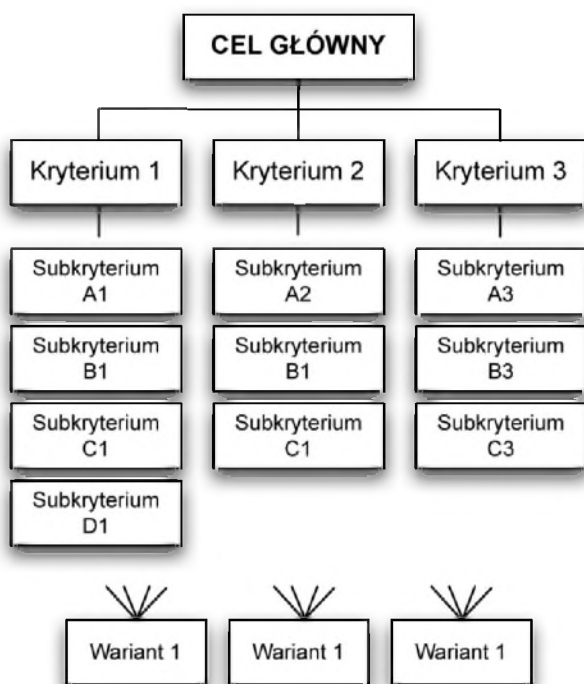 CEL GŁÓWNY
Kryterium 1
Kryterium 2
Kryterium 3
Subkryterium
A1
Subkryterium
A2
Subkryterium
A3
Subkryterium
B1
Subkryterium
B1
Subkryterium
B3
Subkryterium
C1
Subkryterium
C1
Subkryterium
C3
Subkryterium
D1
Wariant 1
Wariant 1
Wariant 1